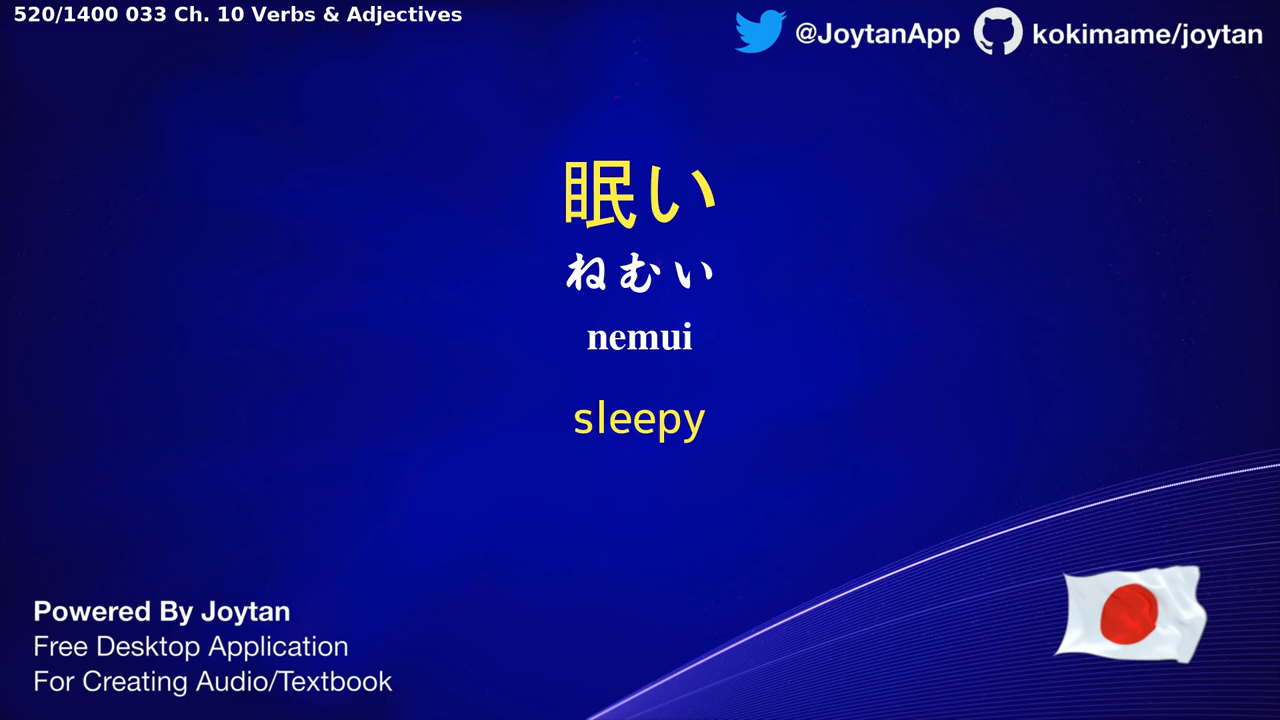 520/1400 033 Ch. 10 Verbs & Adjectives
@JoytanApp kokimame/joytan
眠い
ねむい
nemui
sleepy
Powered By Joytan
Free Desktop Application
For Creating Audio/Textbook